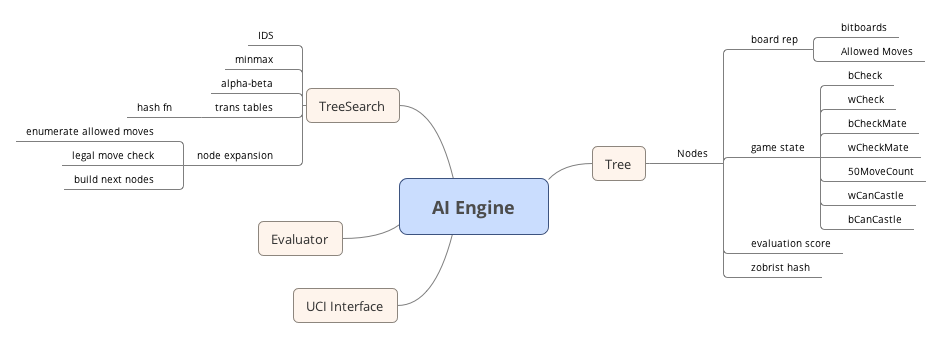 AI Engine
TreeSearch
IDS
minmax
alpha-beta
trans tables
hash fn
node expansion
enumerate allowed moves
legal move check
build next nodes
Evaluator
UCI Interface
Tree
Nodes
board rep
bitboards
Allowed Moves
game state
bCheck
wCheck
bCheckMate
wCheckMate
50MoveCount
wCanCastle
bCanCastle
evaluation score
zobrist hash